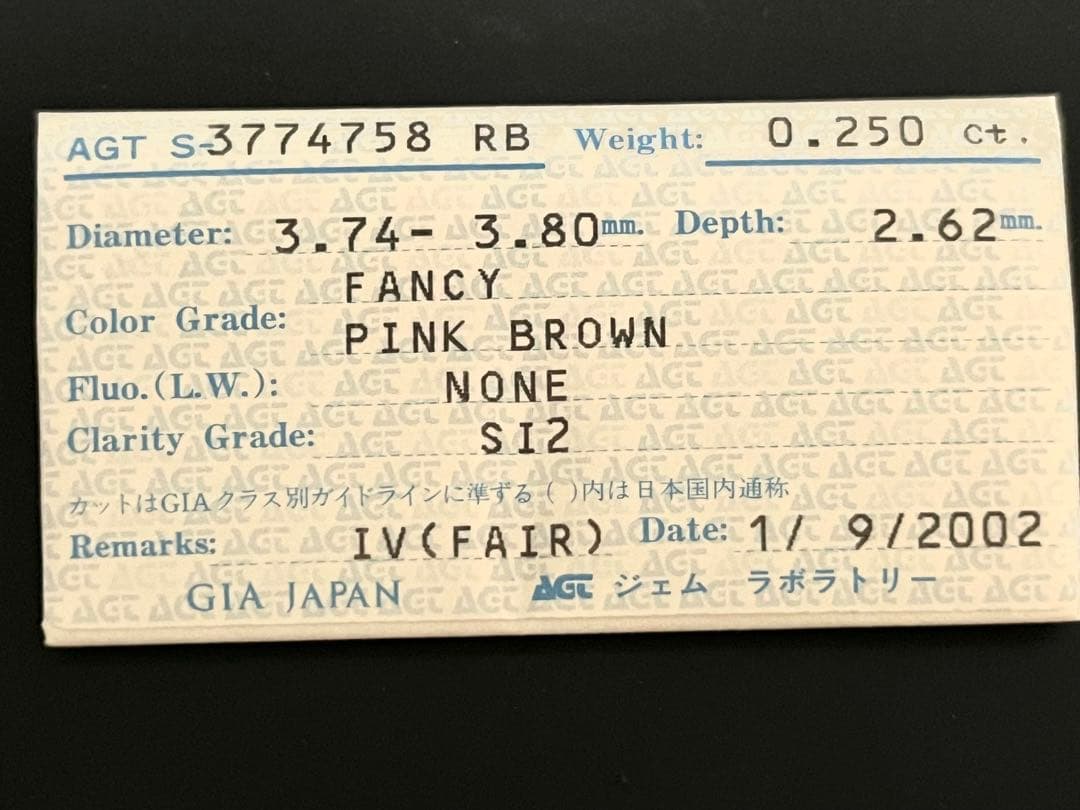 AGT S-3774758 RB Weight: 0.250 ct.
Diameter: 3.74- 3.80mm. Depth: 2.62mm.
Color Grade: FANCY
PINK BROWN
Fluo.(L.W.): NONE
Clarity Grade: SI2
カットはGIAクラス別ガイドラインに準ずる ( )内は日本国内通称
Remarks: IV(FAIR) Date: 1/ 9/2002
GIA JAPAN AGT ジェム ラボラトリー